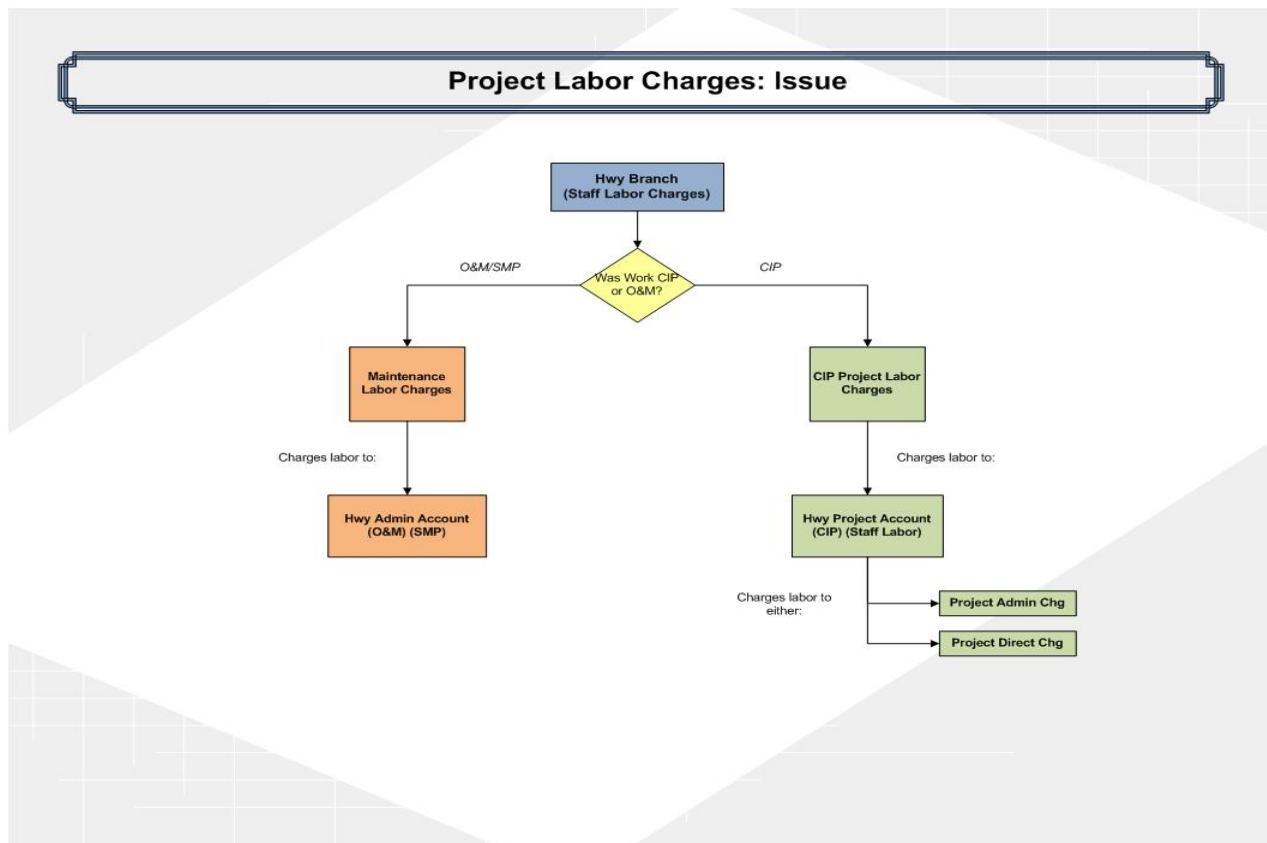 Project Labor Charges: Issue
Hwy Branch
(Staff Labor Charges)
O&M/SMP
Was Work CIP
or O&M?
CIP
Maintenance
Labor Charges
CIP Project Labor
Charges
Charges labor to:
Charges labor to:
Hwy Admin Account
(O&M) (SMP)
Hwy Project Account
(CIP) (Staff Labor)
Charges labor to
either:
Project Admin Chg
Project Direct Chg